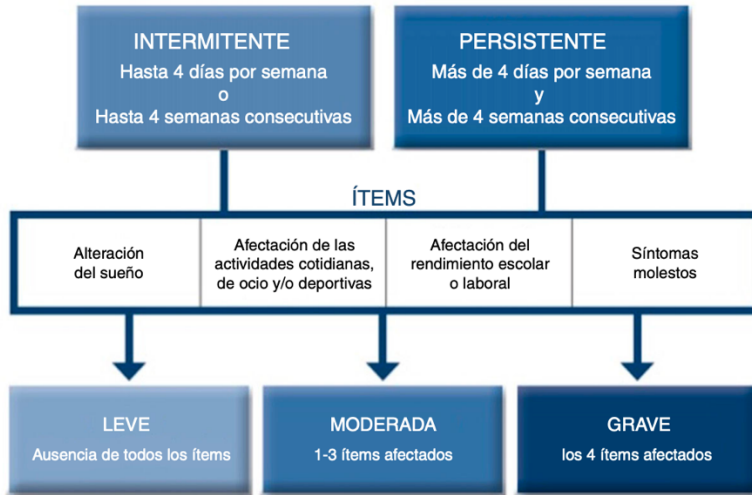 INTERMITENTE
Hasta 4 días por semana
o
Hasta 4 semanas consecutivas
PERSISTENTE
Más de 4 días por semana
y
Más de 4 semanas consecutivas
ÍTEMS
Alteración
del sueño
Afectación de las
actividades cotidianas,
de ocio y/o deportivas
Afectación del
rendimiento escolar
o laboral
Síntomas
molestos
LEVE
Ausencia de todos los ítems
MODERADA
1-3 ítems afectados
GRAVE
los 4 ítems afectados